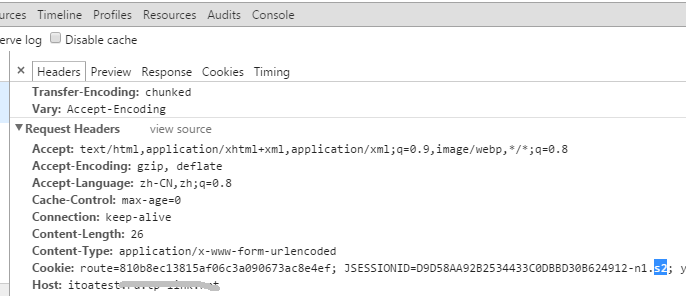 urces Timeline Profiles Resources Audits Console
erve log Disable cache
× Headers Preview Response Cookies Timing
Transfer-Encoding: chunked
Vary: Accept-Encoding
Request Headers view source
Accept: text/html,application/xhtml+xml,application/xml;q=0.9,image/webp,*/*;q=0.8
Accept-Encoding: gzip, deflate
Accept-Language: zh-CN,zh;q=0.8
Cache-Control: max-age=0
Connection: keep-alive
Content-Length: 26
Content-Type: application/x-www-form-urlencoded
Cookie: route=810b8ec13815af06c3a090673ac8e4ef; JSESSIONID=D9D58AA92B2534433C0DBBD30B624912-n1.s2; y
Host: itoatest